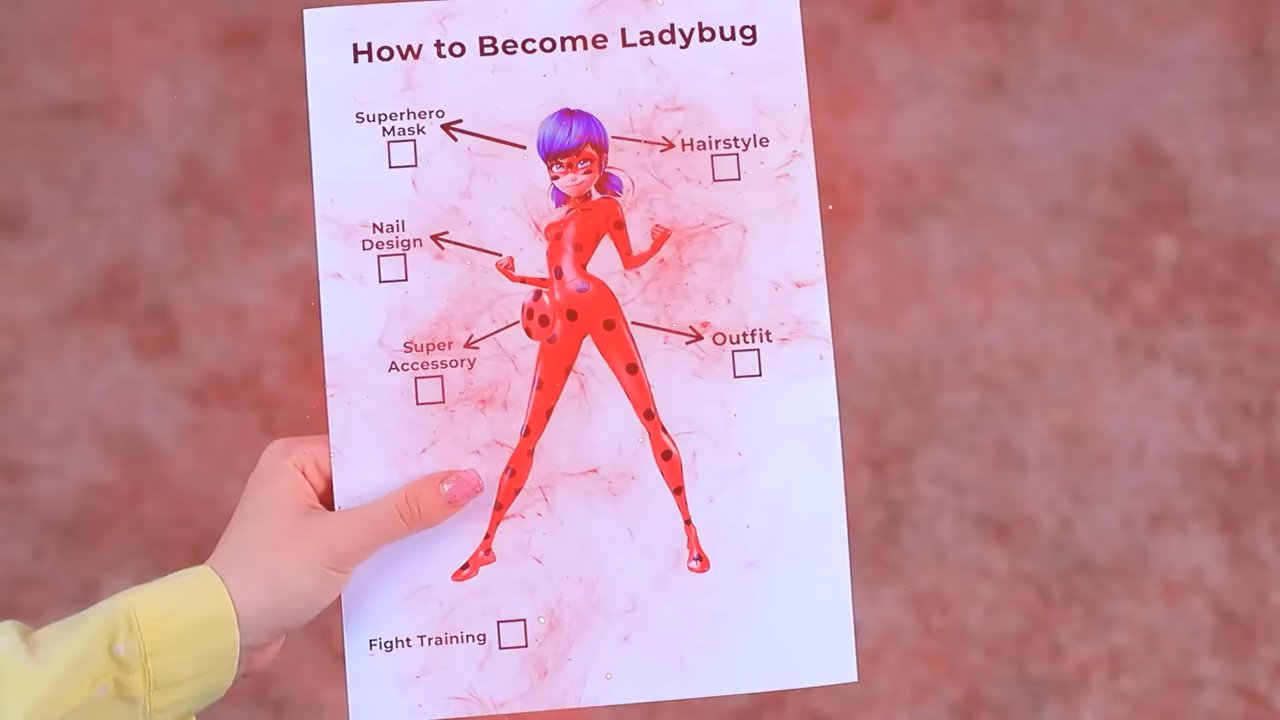 How to Become Ladybug
Superhero
Mask
Hairstyle
Nail
Design
Super
Accessory
Outfit
Fight Training